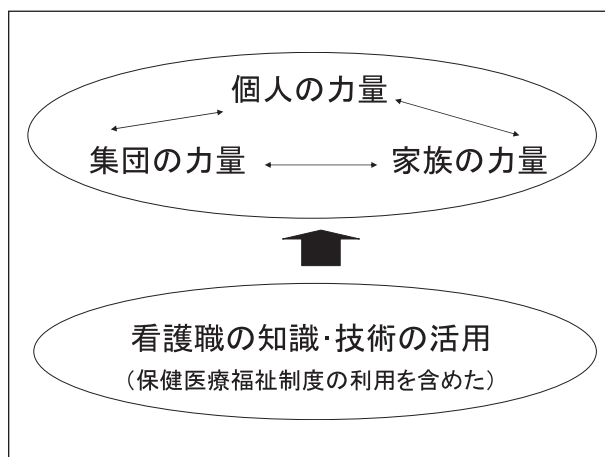 個人の力量
集団の力量
家族の力量
看護職の知識・技術の活用
（保健医療福祉制度の利用を含めた）